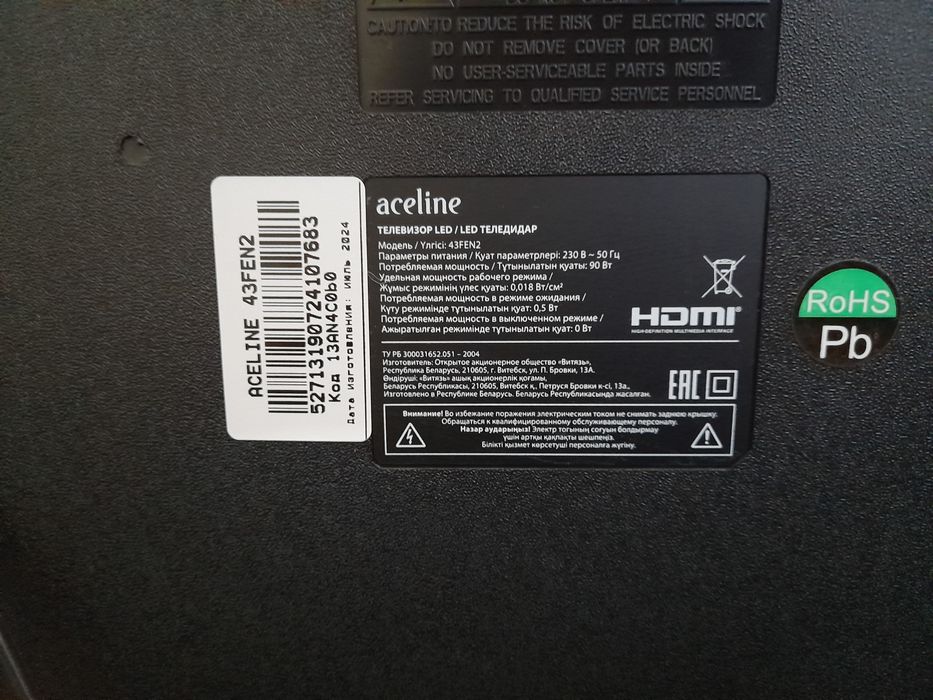 CAUTION:TO REDUCE THE RISK OF ELECTRIC SHOCK
DO NOT REMOVE COVER (OR BACK)
NO USER-SERVICEABLE PARTS INSIDE
REFER SERVICING TO QUALIFIED SERVICE PERSONNEL
ACELINE 43FEN2
52713190724107683
Код 13AN4C0b0
Дата изготовления: июль 2024
aceline
ТЕЛЕВИЗОР LED / LED ТЕЛЕДИДАР
Модель / Үлгісі: 43FEN2
Параметры питания / Қуат параметрлері: 230 В ~ 50 Гц
Потребляемая мощность / Тұтынылатын қуаты: 90 Вт
Удельная мощность рабочего режима /
Жұмыс режимінің үлес қуаты: 0,018 Вт/см²
Потребляемая мощность в режиме ожидания /
Күту режимінде тұтынылатын қуат: 0,5 Вт
Потребляемая мощность в выключенном режиме /
Ажыратылған режимінде тұтынылатын қуат: 0 Вт
HDMI®
HIGH-DEFINITION MULTIMEDIA INTERFACE
ТУ РБ 300031652.051 – 2004
Изготовитель: Открытое акционерное общество «Витязь»,
Республика Беларусь, 210605, г. Витебск, ул. П. Бровки, 13А.
Өндіруші: «Витязь» ашық акционерлік қоғамы,
Беларусь Республикасы, 210605, Витебск қ., Петруся Бровки к-сі, 13а.,
Изготовлено в Республике Беларусь. Беларусь Республикасында жасалған.
EAC
Внимание! Во избежание поражения электрическим током не снимать заднюю крышку.
Обращаться к квалифицированному обслуживающему персоналу.
Назар аударыңыз! Электр тогының соғуын болдырмау
үшін артқы қақпақты шешпеңіз.
Білікті қызмет көрсетуші персоналға жүгіну.
RoHS
Pb